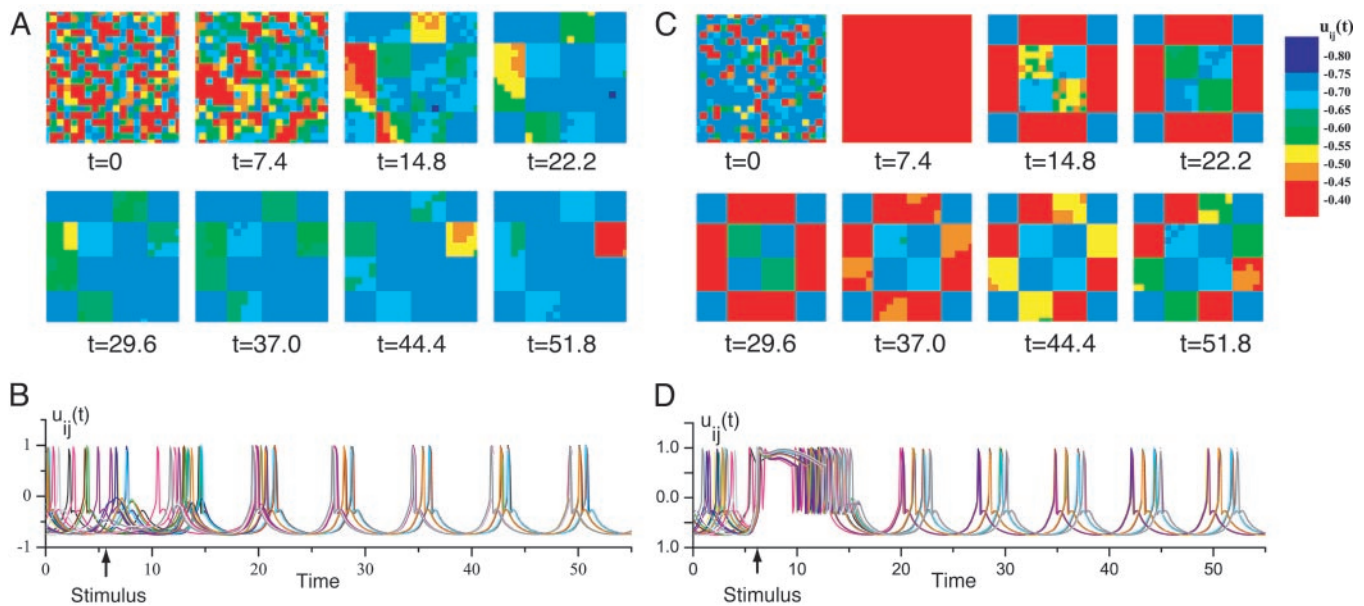 A
t=0 t=7.4 t=14.8 t=22.2
t=29.6 t=37.0 t=44.4 t=51.8
C
t=0 t=7.4 t=14.8 t=22.2
t=29.6 t=37.0 t=44.4 t=51.8
u_ij(t)
-0.80
-0.75
-0.70
-0.65
-0.60
-0.55
-0.50
-0.45
-0.40
B
u_ij(t)
1
0
-1
0 10 20 30 40 50
Time
Stimulus
D
u_ij(t)
1.0
0.0
1.0
0 10 20 30 40 50
Time
Stimulus